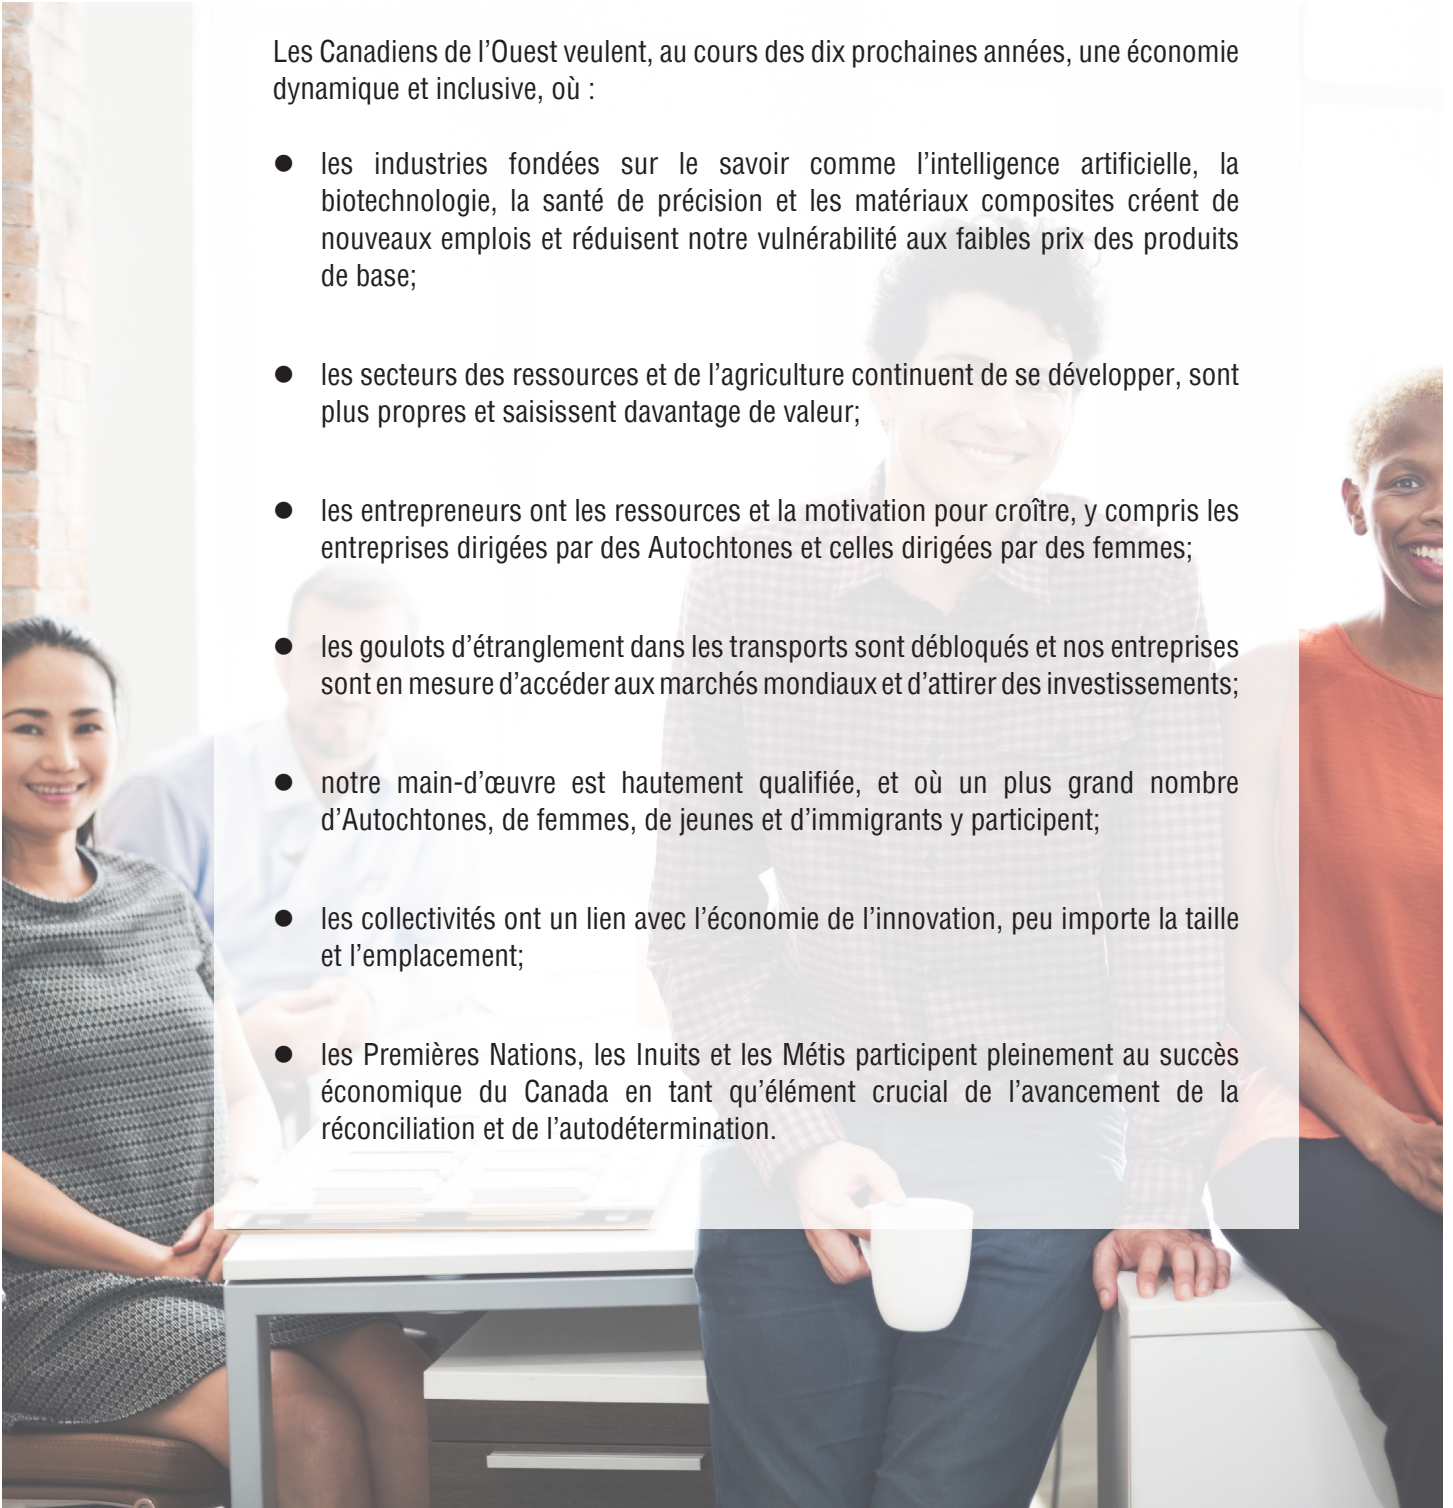 Les Canadiens de l’Ouest veulent, au cours des dix prochaines années, une économie
dynamique et inclusive, où :
● les industries fondées sur le savoir comme l’intelligence artificielle, la
biotechnologie, la santé de précision et les matériaux composites créent de
nouveaux emplois et réduisent notre vulnérabilité aux faibles prix des produits
de base;
● les secteurs des ressources et de l’agriculture continuent de se développer, sont
plus propres et saisissent davantage de valeur;
● les entrepreneurs ont les ressources et la motivation pour croître, y compris les
entreprises dirigées par des Autochtones et celles dirigées par des femmes;
● les goulots d’étranglement dans les transports sont débloqués et nos entreprises
sont en mesure d’accéder aux marchés mondiaux et d’attirer des investissements;
● notre main-d’œuvre est hautement qualifiée, et où un plus grand nombre
d’Autochtones, de femmes, de jeunes et d’immigrants y participent;
● les collectivités ont un lien avec l’économie de l’innovation, peu importe la taille
et l’emplacement;
● les Premières Nations, les Inuits et les Métis participent pleinement au succès
économique du Canada en tant qu’élément crucial de l’avancement de la
réconciliation et de l’autodétermination.